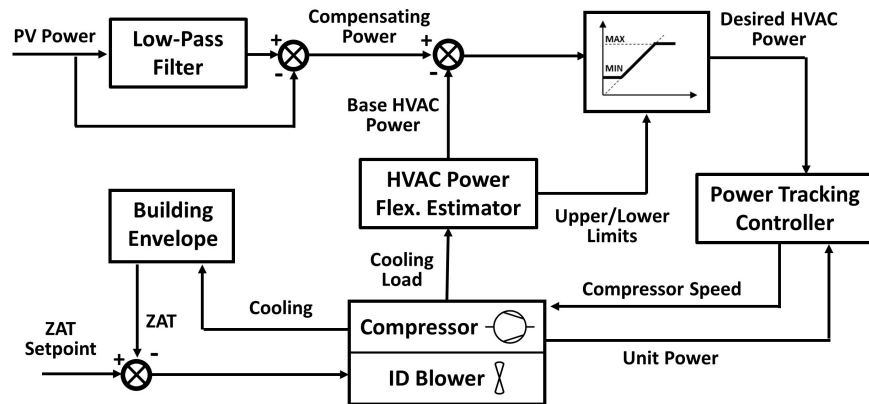 PV Power
Low-Pass
Filter
+
-
Compensating
Power
+
-
Base HVAC
Power
MAX
MIN
Desired HVAC
Power
HVAC Power
Flex. Estimator
Upper/Lower
Limits
Power Tracking
Controller
Building
Envelope
Cooling
Load
Compressor Speed
ZAT
Setpoint
ZAT
Cooling
+
-
Compressor
ID Blower
Unit Power